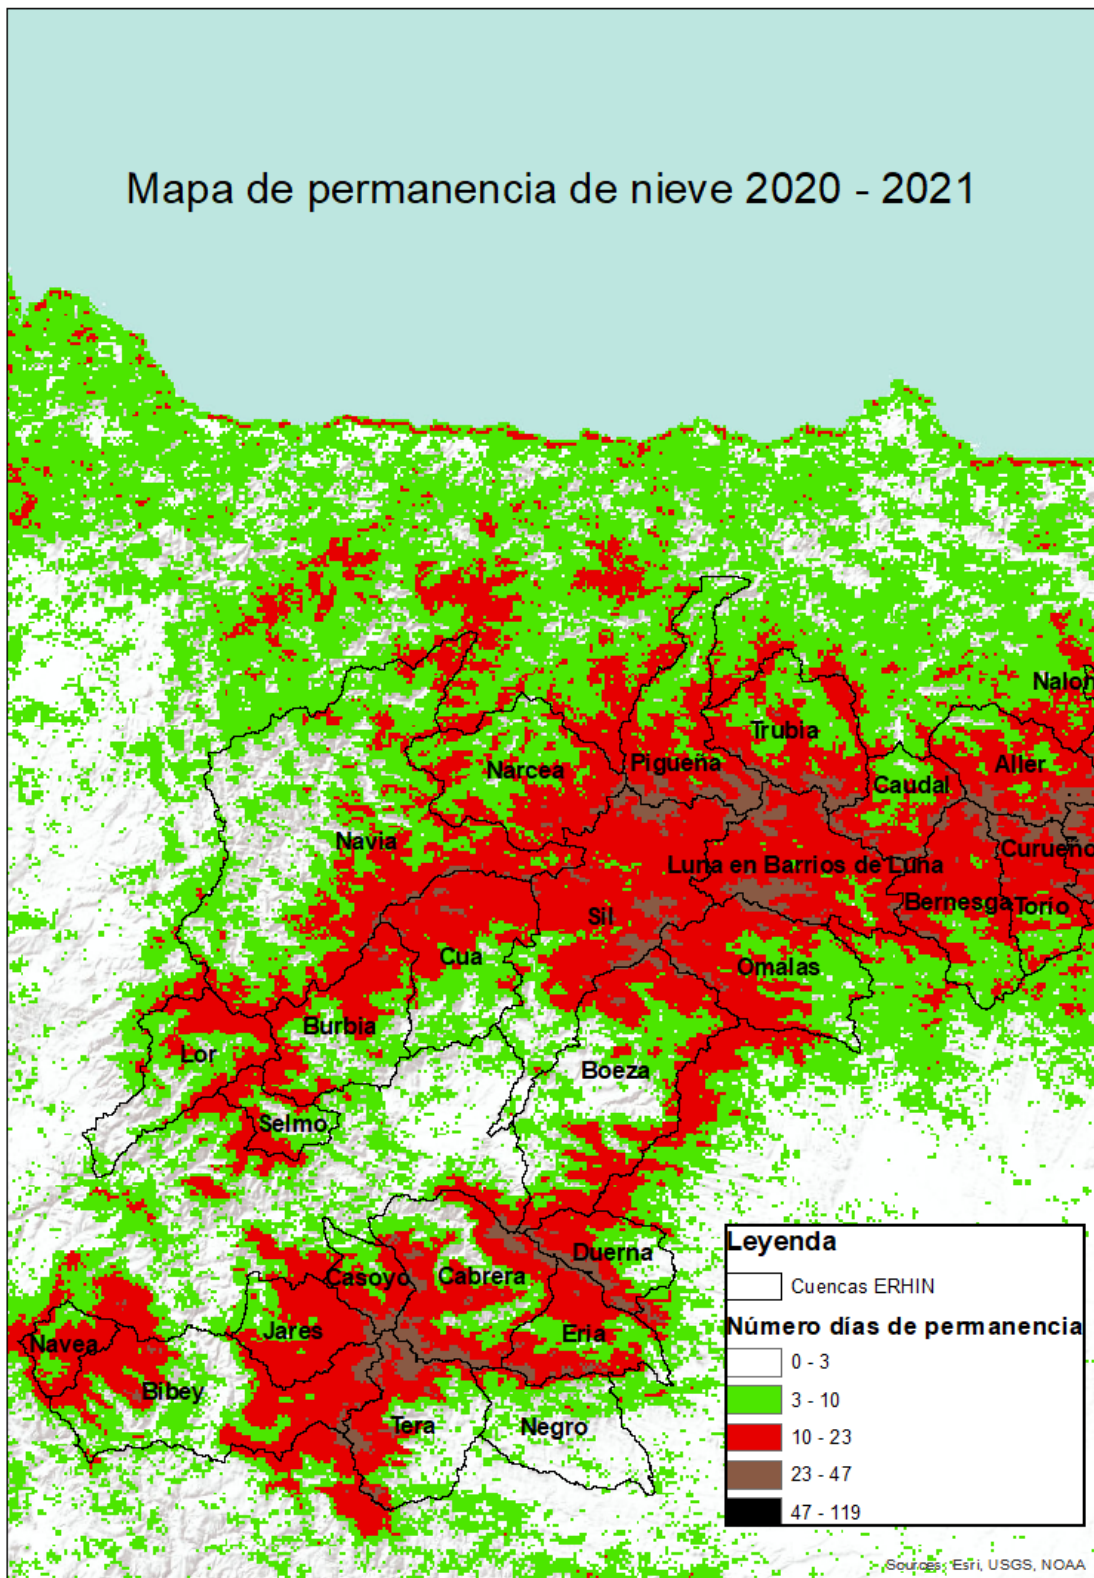 Mapa de permanencia de nieve 2020 - 2021
Nalon
Trubia
Narcea
Pigueña
Aller
Caudal
Navia
Curueño
Luna en Barrios de Luna
Bernesga
Torio
Sil
Cua
Omalas
Burbia
Lor
Boeza
Selmo
Duerna
Casoyo
Cabrera
Jares
Eria
Navea
Bibey
Tera
Negro
Leyenda
Cuencas ERHIN
Número días de permanencia
0 - 3
3 - 10
10 - 23
23 - 47
47 - 119
Sources: Esri, USGS, NOAA